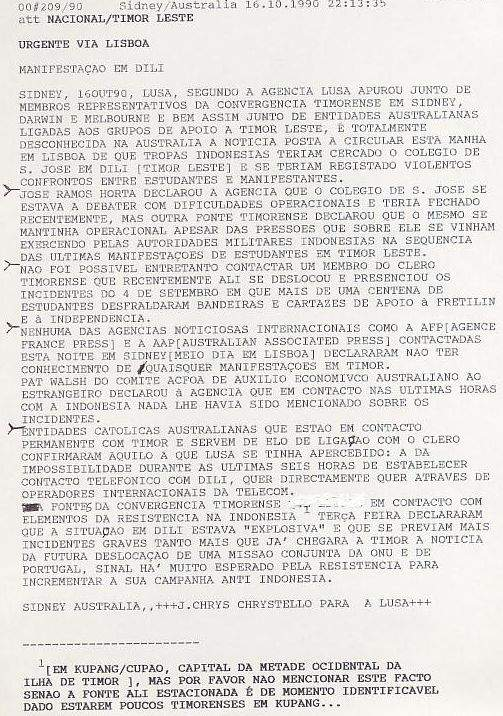 00#209/90 Sidney/Australia 16.10.1990 22:13:35
att NACIONAL/TIMOR LESTE
URGENTE VIA LISBOA
MANIFESTAÇAO EM DILI
SIDNEY, 16OUT90, LUSA, SEGUNDO A AGENCIA LUSA APUROU JUNTO DE
MEMBROS REPRESENTATIVOS DA CONVERGENCIA TIMORENSE EM SIDNEY,
DARWIN E MELBOURNE E BEM ASSIM JUNTO DE ENTIDADES AUSTRALIANAS
LIGADAS AOS GRUPOS DE APOIO A TIMOR LESTE, É TOTALMENTE
DESCONHECIDA NA AUSTRALIA A NOTICIA POSTA A CIRCULAR ESTA MANHA
EM LISBOA DE QUE TROPAS INDONESIAS TERIAM CERCADO O COLEGIO DE
S. JOSE EM DILI [TIMOR LESTE] E SE TERIAM REGISTADO VIOLENTOS
CONFRONTOS ENTRE ESTUDANTES E MANIFESTANTES.
JOSE RAMOS HORTA DECLAROU A AGENCIA QUE O COLEGIO DE S. JOSE SE
ESTAVA A DEBATER COM DIFICULDADES OPERACIONAIS E TERIA FECHADO
RECENTEMENTE, MAS OUTRA FONTE TIMORENSE DECLAROU QUE O MESMO SE
MANTINHA OPERACIONAL APESAR DAS PRESSOES QUE SOBRE ELE SE VINHAM
EXERCENDO PELAS AUTORIDADES MILITARES INDONESIAS NA SEQUENCIA
DAS ULTIMAS MANIFESTAÇOES DE ESTUDANTES EM TIMOR LESTE.
NAO FOI POSSIVEL ENTRETANTO CONTACTAR UM MEMBRO DO CLERO
TIMORENSE QUE RECENTEMENTE ALI SE DESLOCOU E PRESENCIOU OS
INCIDENTES DO 4 DE SETEMBRO EM QUE MAIS DE UMA CENTENA DE
ESTUDANTES DESFRALDARAM BANDEIRAS E CARTAZES DE APOIO à FRETILIN
E à INDEPENDENCIA.
NENHUMA DAS AGENCIAS NOTICIOSAS INTERNACIONAIS COMO A AFP[AGENCE
FRANCE PRESS] E A AAP[AUSTRALIAN ASSOCIATED PRESS] CONTACTADAS
ESTA NOITE EM SIDNEY[MEIO DIA EM LISBOA] DECLARARAM NAO TER
CONHECIMENTO DE QUAISQUER MANIFESTAÇOES EM TIMOR.
PAT WALSH DO COMITE ACFOA DE AUXILIO ECONOMIVCO AUSTRALIANO AO
ESTRANGEIRO DECLAROU à AGENCIA QUE EM CONTACTO NAS ULTIMAS HORAS
COM A INDONESIA NADA LHE HAVIA SIDO MENCIONADO SOBRE OS
INCIDENTES.
ENTIDADES CATOLICAS AUSTRALIANAS QUE ESTAO EM CONTACTO
PERMANENTE COM TIMOR E SERVEM DE ELO DE LIGAÇAO COM O CLERO
CONFIRMARAM AQUILO A QUE LUSA SE TINHA APERCEBIDO: A DA
IMPOSSIBILIDADE DURANTE AS ULTIMAS SEIS HORAS DE ESTABELECER
CONTACTO TELEFONICO COM DILI, QUER DIRECTAMENTE QUER ATRAVES DE
OPERADORES INTERNACIONAIS DA TELECOM.
A FONTES DA CONVERGENCIA TIMORENSE EM CONTACTO COM
ELEMENTOS DA RESISTENCIA NA INDONESIA TERÇA FEIRA DECLARARAM
QUE A SITUAÇAO EM DILI ESTAVA "EXPLOSIVA" E QUE SE PREVIAM MAIS
INCIDENTES GRAVES TANTO MAIS QUE JA' CHEGARA A TIMOR A NOTICIA
DA FUTURA DESLOCAÇAO DE UMA MISSAO CONJUNTA DA ONU E DE
PORTUGAL, SINAL HA' MUITO ESPERADO PELA RESISTENCIA PARA
INCREMENTAR A SUA CAMPANHA ANTI INDONESIA.
SIDNEY AUSTRALIA,,+++J.CHRYS CHRYSTELLO PARA A LUSA+++
-------------------------
1[EM KUPANG/CUPAO, CAPITAL DA METADE OCIDENTAL DA
ILHA DE TIMOR ], MAS POR FAVOR NAO MENCIONAR ESTE FACTO
SENAO A FONTE ALI ESTACIONADA É DE MOMENTO IDENTIFICAVEL
DADO ESTAREM POUCOS TIMORENSES EM KUPANG...